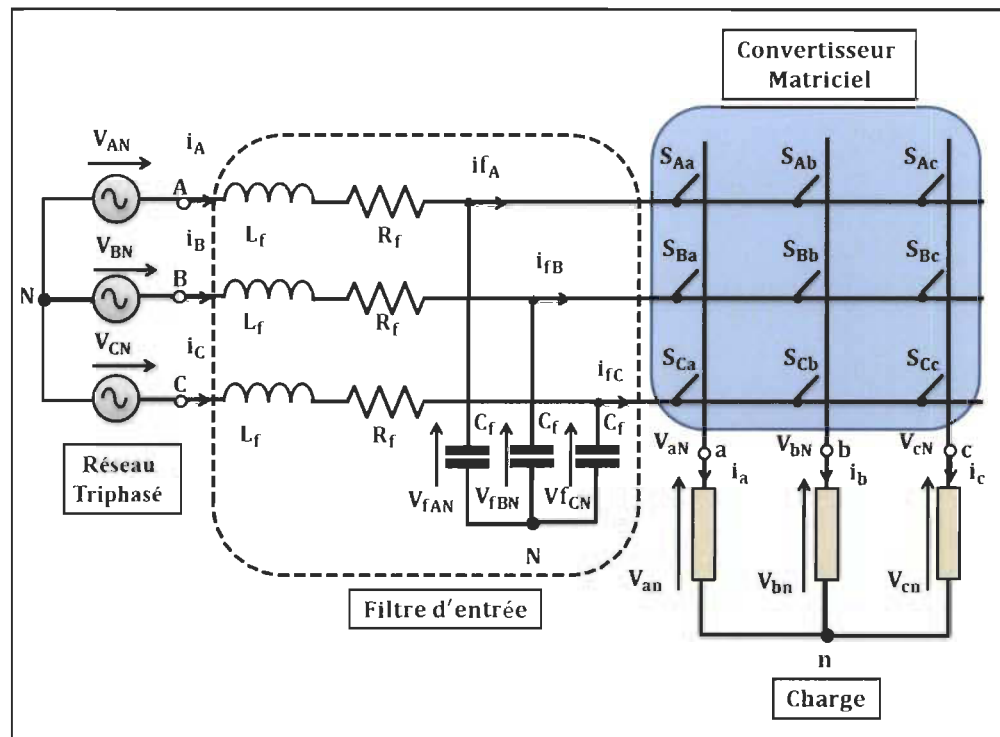 Convertisseur
Matriciel
V_AN
i_A
A
L_f
R_f
if_A
S_Aa
S_Ab
S_Ac
V_BN
i_B
B
N
L_f
R_f
i_fB
S_Ba
S_Bb
S_Bc
V_CN
i_C
C
L_f
R_f
i_fC
S_Ca
S_Cb
S_Cc
C_f
C_f
C_f
Réseau
Triphasé
V_fAN
V_fBN
Vf_CN
N
V_aN
a
i_a
V_bN
b
i_b
V_cN
c
i_c
V_an
V_bn
V_cn
Filtre d'entrée
n
Charge